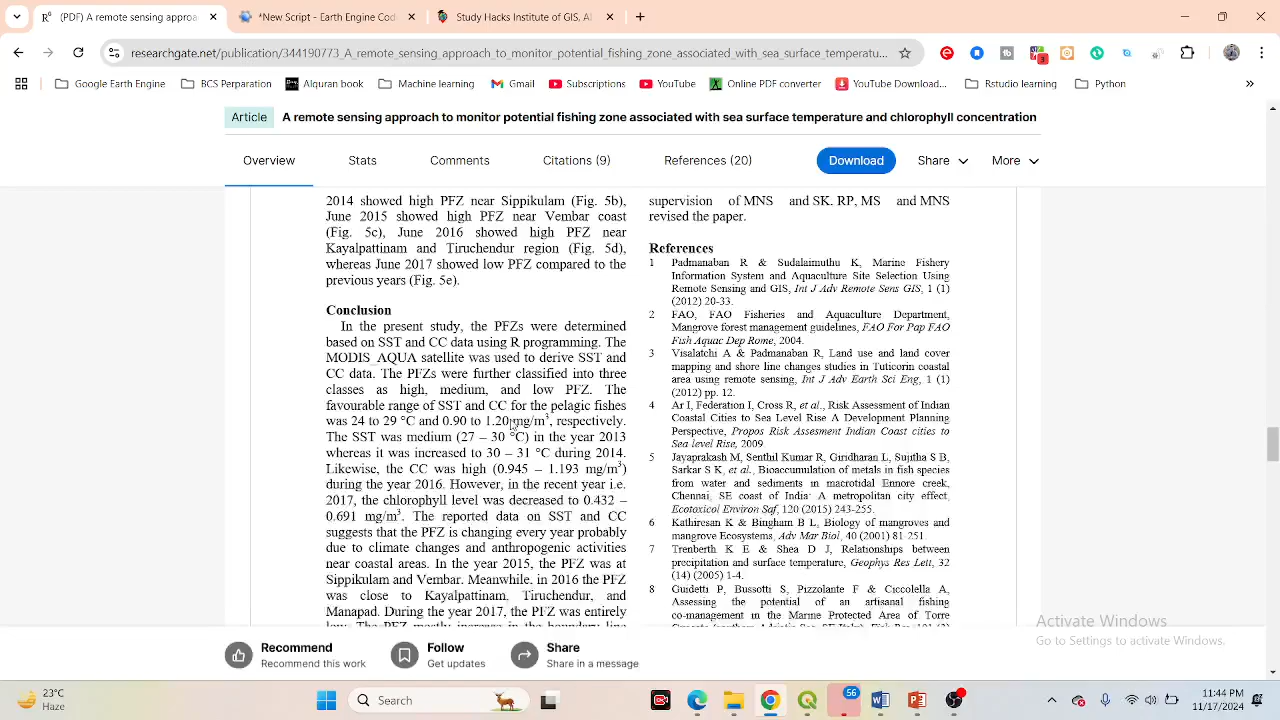 R⁶ (PDF) A remote sensing approa
*New Script - Earth Engine Cod
Study Hacks Institute of GIS, Al
researchgate.net/publication/344190773_A_remote_sensing_approach_to_monitor_potential_fishing_zone_associated_with_sea_surface_temperatu...
3
Google Earth Engine
BCS Preparation
Alquran book
Machine learning
Gmail
Subscriptions
YouTube
Online PDF converter
YouTube Download...
Rstudio learning
Python
Article
A remote sensing approach to monitor potential fishing zone associated with sea surface temperature and chlorophyll concentration
Overview
Stats
Comments
Citations (9)
References (20)
Download
Share
More
2014 showed high PFZ near Sippikulam (Fig. 5b),
June 2015 showed high PFZ near Vembar coast
(Fig. 5c), June 2016 showed high PFZ near
Kayalpattinam and Tiruchendur region (Fig. 5d),
whereas June 2017 showed low PFZ compared to the
previous years (Fig. 5e).
Conclusion
In the present study, the PFZs were determined
based on SST and CC data using R programming. The
MODIS_AQUA satellite was used to derive SST and
CC data. The PFZs were further classified into three
classes as high, medium, and low PFZ. The
favourable range of SST and CC for the pelagic fishes
was 24 to 29 °C and 0.90 to 1.20 mg/m³, respectively.
The SST was medium (27 – 30 °C) in the year 2013
whereas it was increased to 30 – 31 °C during 2014.
Likewise, the CC was high (0.945 – 1.193 mg/m³)
during the year 2016. However, in the recent year i.e.
2017, the chlorophyll level was decreased to 0.432 –
0.691 mg/m³. The reported data on SST and CC
suggests that the PFZ is changing every year probably
due to climate changes and anthropogenic activities
near coastal areas. In the year 2015, the PFZ was at
Sippikulam and Vembar. Meanwhile, in 2016 the PFZ
was close to Kayalpattinam, Tiruchendur, and
Manapad. During the year 2017, the PFZ was entirely
low. The PFZ mostly increase in the boundary line
supervision of MNS and SK. RP, MS and MNS
revised the paper.
References
1 Padmanaban R & Sudalaimuthu K, Marine Fishery
Information System and Aquaculture Site Selection Using
Remote Sensing and GIS, Int J Adv Remote Sens GIS, 1 (1)
(2012) 20-33.
2 FAO, FAO Fisheries and Aquaculture Department,
Mangrove forest management guidelines, FAO For Pap FAO
Fish Aquac Dep Rome, 2004.
3 Visalatchi A & Padmanaban R, Land use and land cover
mapping and shore line changes studies in Tuticorin coastal
area using remote sensing, Int J Adv Earth Sci Eng, 1 (1)
(2012) pp. 12.
4 Ar I, Federation I, Cross R, et al., Risk Assessment of Indian
Coastal Cities to Sea Level Rise A Development Planning
Perspective, Propos Risk Assesment Indian Coast cities to
Sea level Rise, 2009.
5 Jayaprakash M, Senthil Kumar R, Giridharan L, Sujitha S B,
Sarkar S K, et al., Bioaccumulation of metals in fish species
from water and sediments in macrotidal Ennore creek,
Chennai, SE coast of India: A metropolitan city effect,
Ecotoxicol Environ Saf, 120 (2015) 243-255.
6 Kathiresan K & Bingham B L, Biology of mangroves and
mangrove Ecosystems, Adv Mar Biol, 40 (2001) 81-251.
7 Trenberth K E & Shea D J, Relationships between
precipitation and surface temperature, Geophys Res Lett, 32
(14) (2005) 1-4.
8 Guidetti P, Bussotti S, Pizzolante F & Ciccolella A,
Assessing the potential of an artisanal fishing
co-management in the Marine Protected Area of Torre
Recommend
Recommend this work
Follow
Get updates
Share
Share in a message
Activate Windows
Go to Settings to activate Windows.
23°C
Haze
Search
56
11:44 PM
11/17/2024